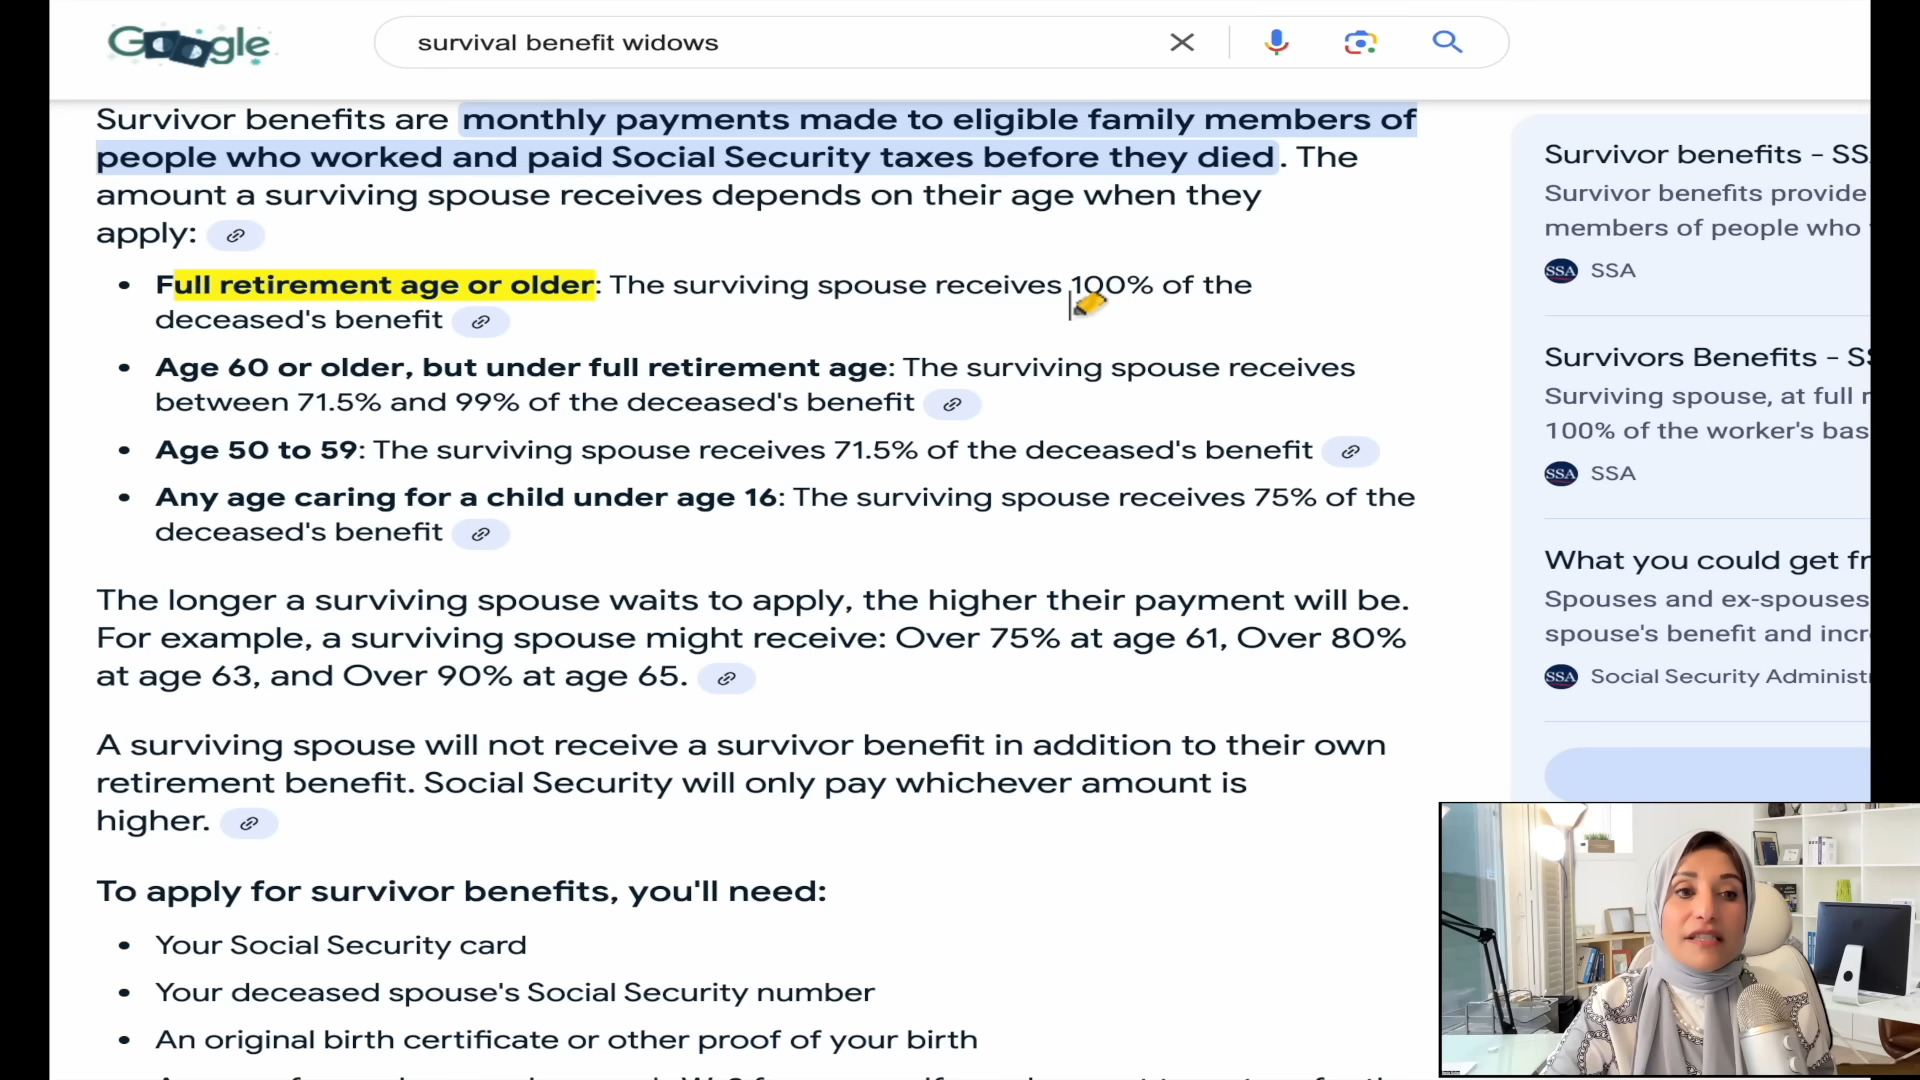 Google
survival benefit widows
Survivor benefits are monthly payments made to eligible family members of
people who worked and paid Social Security taxes before they died. The
amount a surviving spouse receives depends on their age when they
apply:
• Full retirement age or older: The surviving spouse receives 100% of the
deceased's benefit
• Age 60 or older, but under full retirement age: The surviving spouse receives
between 71.5% and 99% of the deceased's benefit
• Age 50 to 59: The surviving spouse receives 71.5% of the deceased's benefit
• Any age caring for a child under age 16: The surviving spouse receives 75% of the
deceased's benefit
The longer a surviving spouse waits to apply, the higher their payment will be.
For example, a surviving spouse might receive: Over 75% at age 61, Over 80%
at age 63, and Over 90% at age 65.
A surviving spouse will not receive a survivor benefit in addition to their own
retirement benefit. Social Security will only pay whichever amount is
higher.
To apply for survivor benefits, you'll need:
• Your Social Security card
• Your deceased spouse's Social Security number
• An original birth certificate or other proof of your birth
Survivor benefits - SS
Survivor benefits provide
members of people who
SSA SSA
Survivors Benefits - SS
Surviving spouse, at full r
100% of the worker's bas
SSA SSA
What you could get fr
Spouses and ex-spouses
spouse's benefit and incr
SSA Social Security Administr